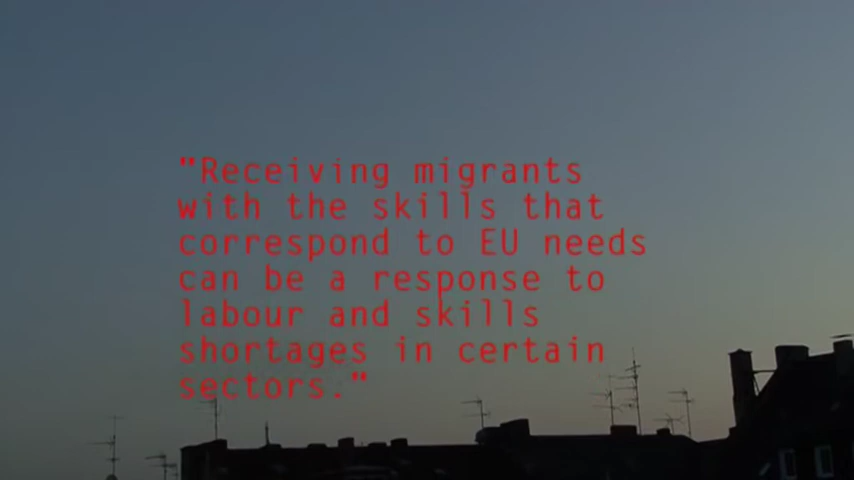 "Receiving migrants
with the skills that
correspond to EU needs
can be a response to
labour and skills
shortages in certain
sectors."